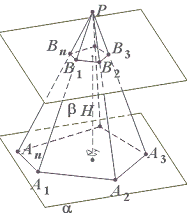 P
Bₙ B₃
B₁ B₂
β H
Aₙ A₃
A₁ A₂
α